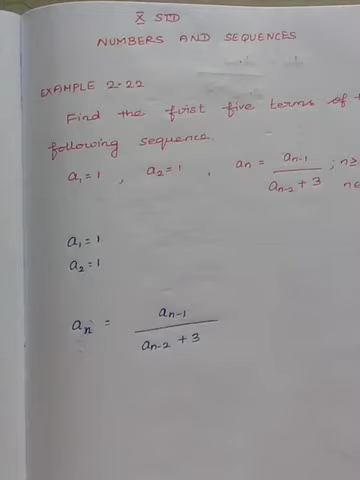 X STD
NUMBERS AND SEQUENCES
EXAMPLE 2.22
Find the first five terms of
following sequence.
a₁ = 1 , a₂ = 1 , aₙ = aₙ₋₁ / aₙ₋₂ + 3 ; n ≥
a₁ = 1
a₂ = 1
aₙ = aₙ₋₁ / aₙ₋₂ + 3